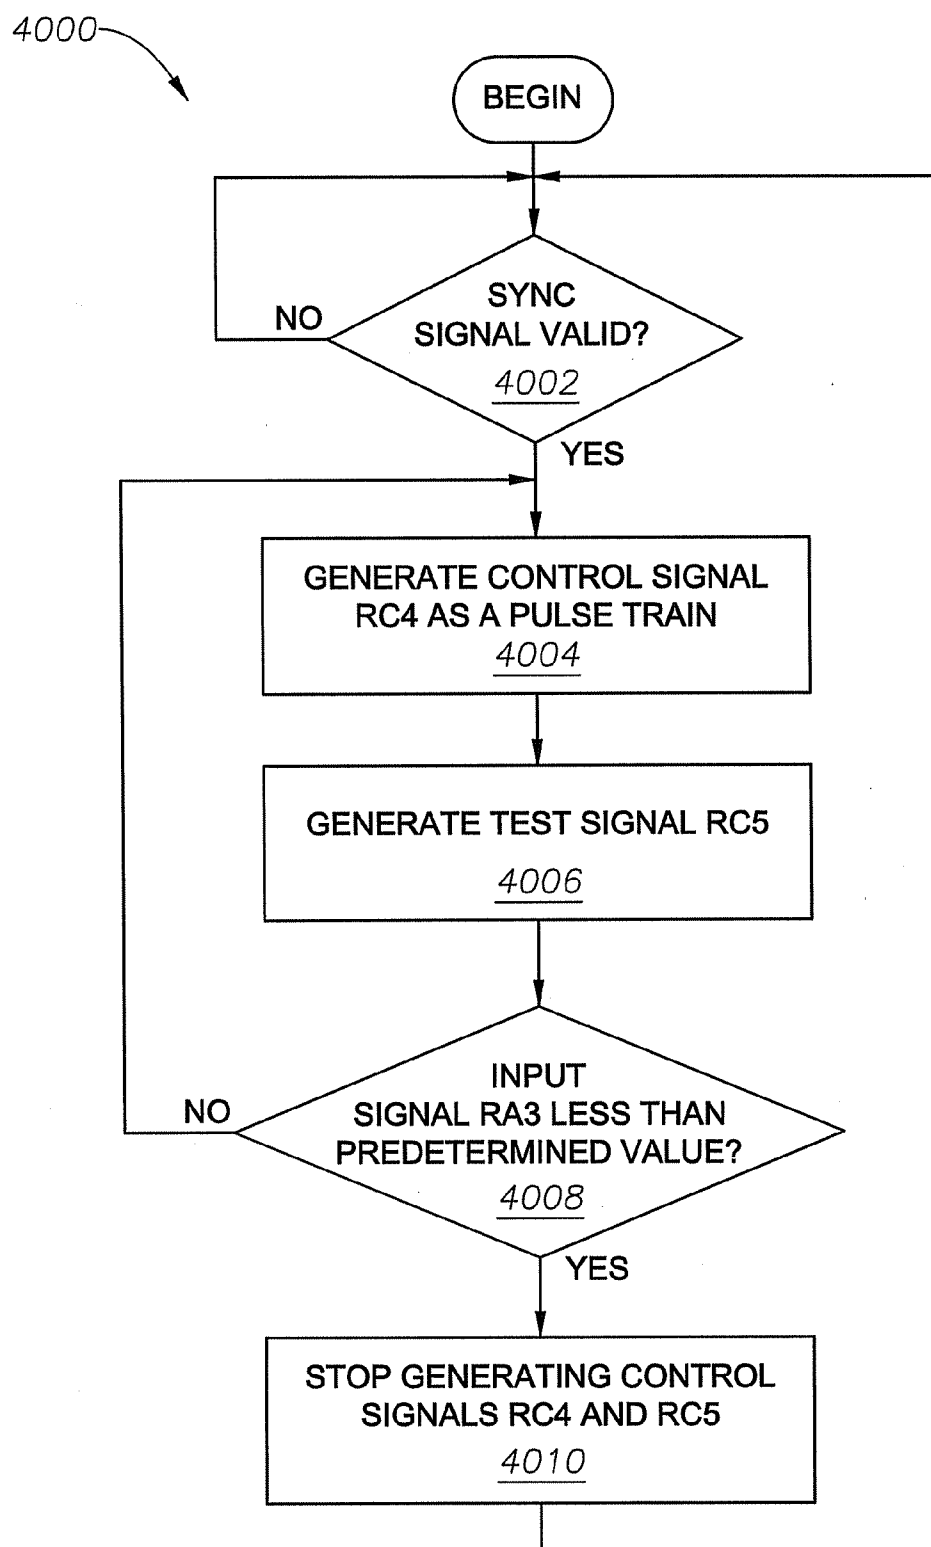 4000
BEGIN
SYNC
SIGNAL VALID?
4002
NO
YES
GENERATE CONTROL SIGNAL
RC4 AS A PULSE TRAIN
4004
GENERATE TEST SIGNAL RC5
4006
INPUT
SIGNAL RA3 LESS THAN
PREDETERMINED VALUE?
4008
NO
YES
STOP GENERATING CONTROL
SIGNALS RC4 AND RC5
4010